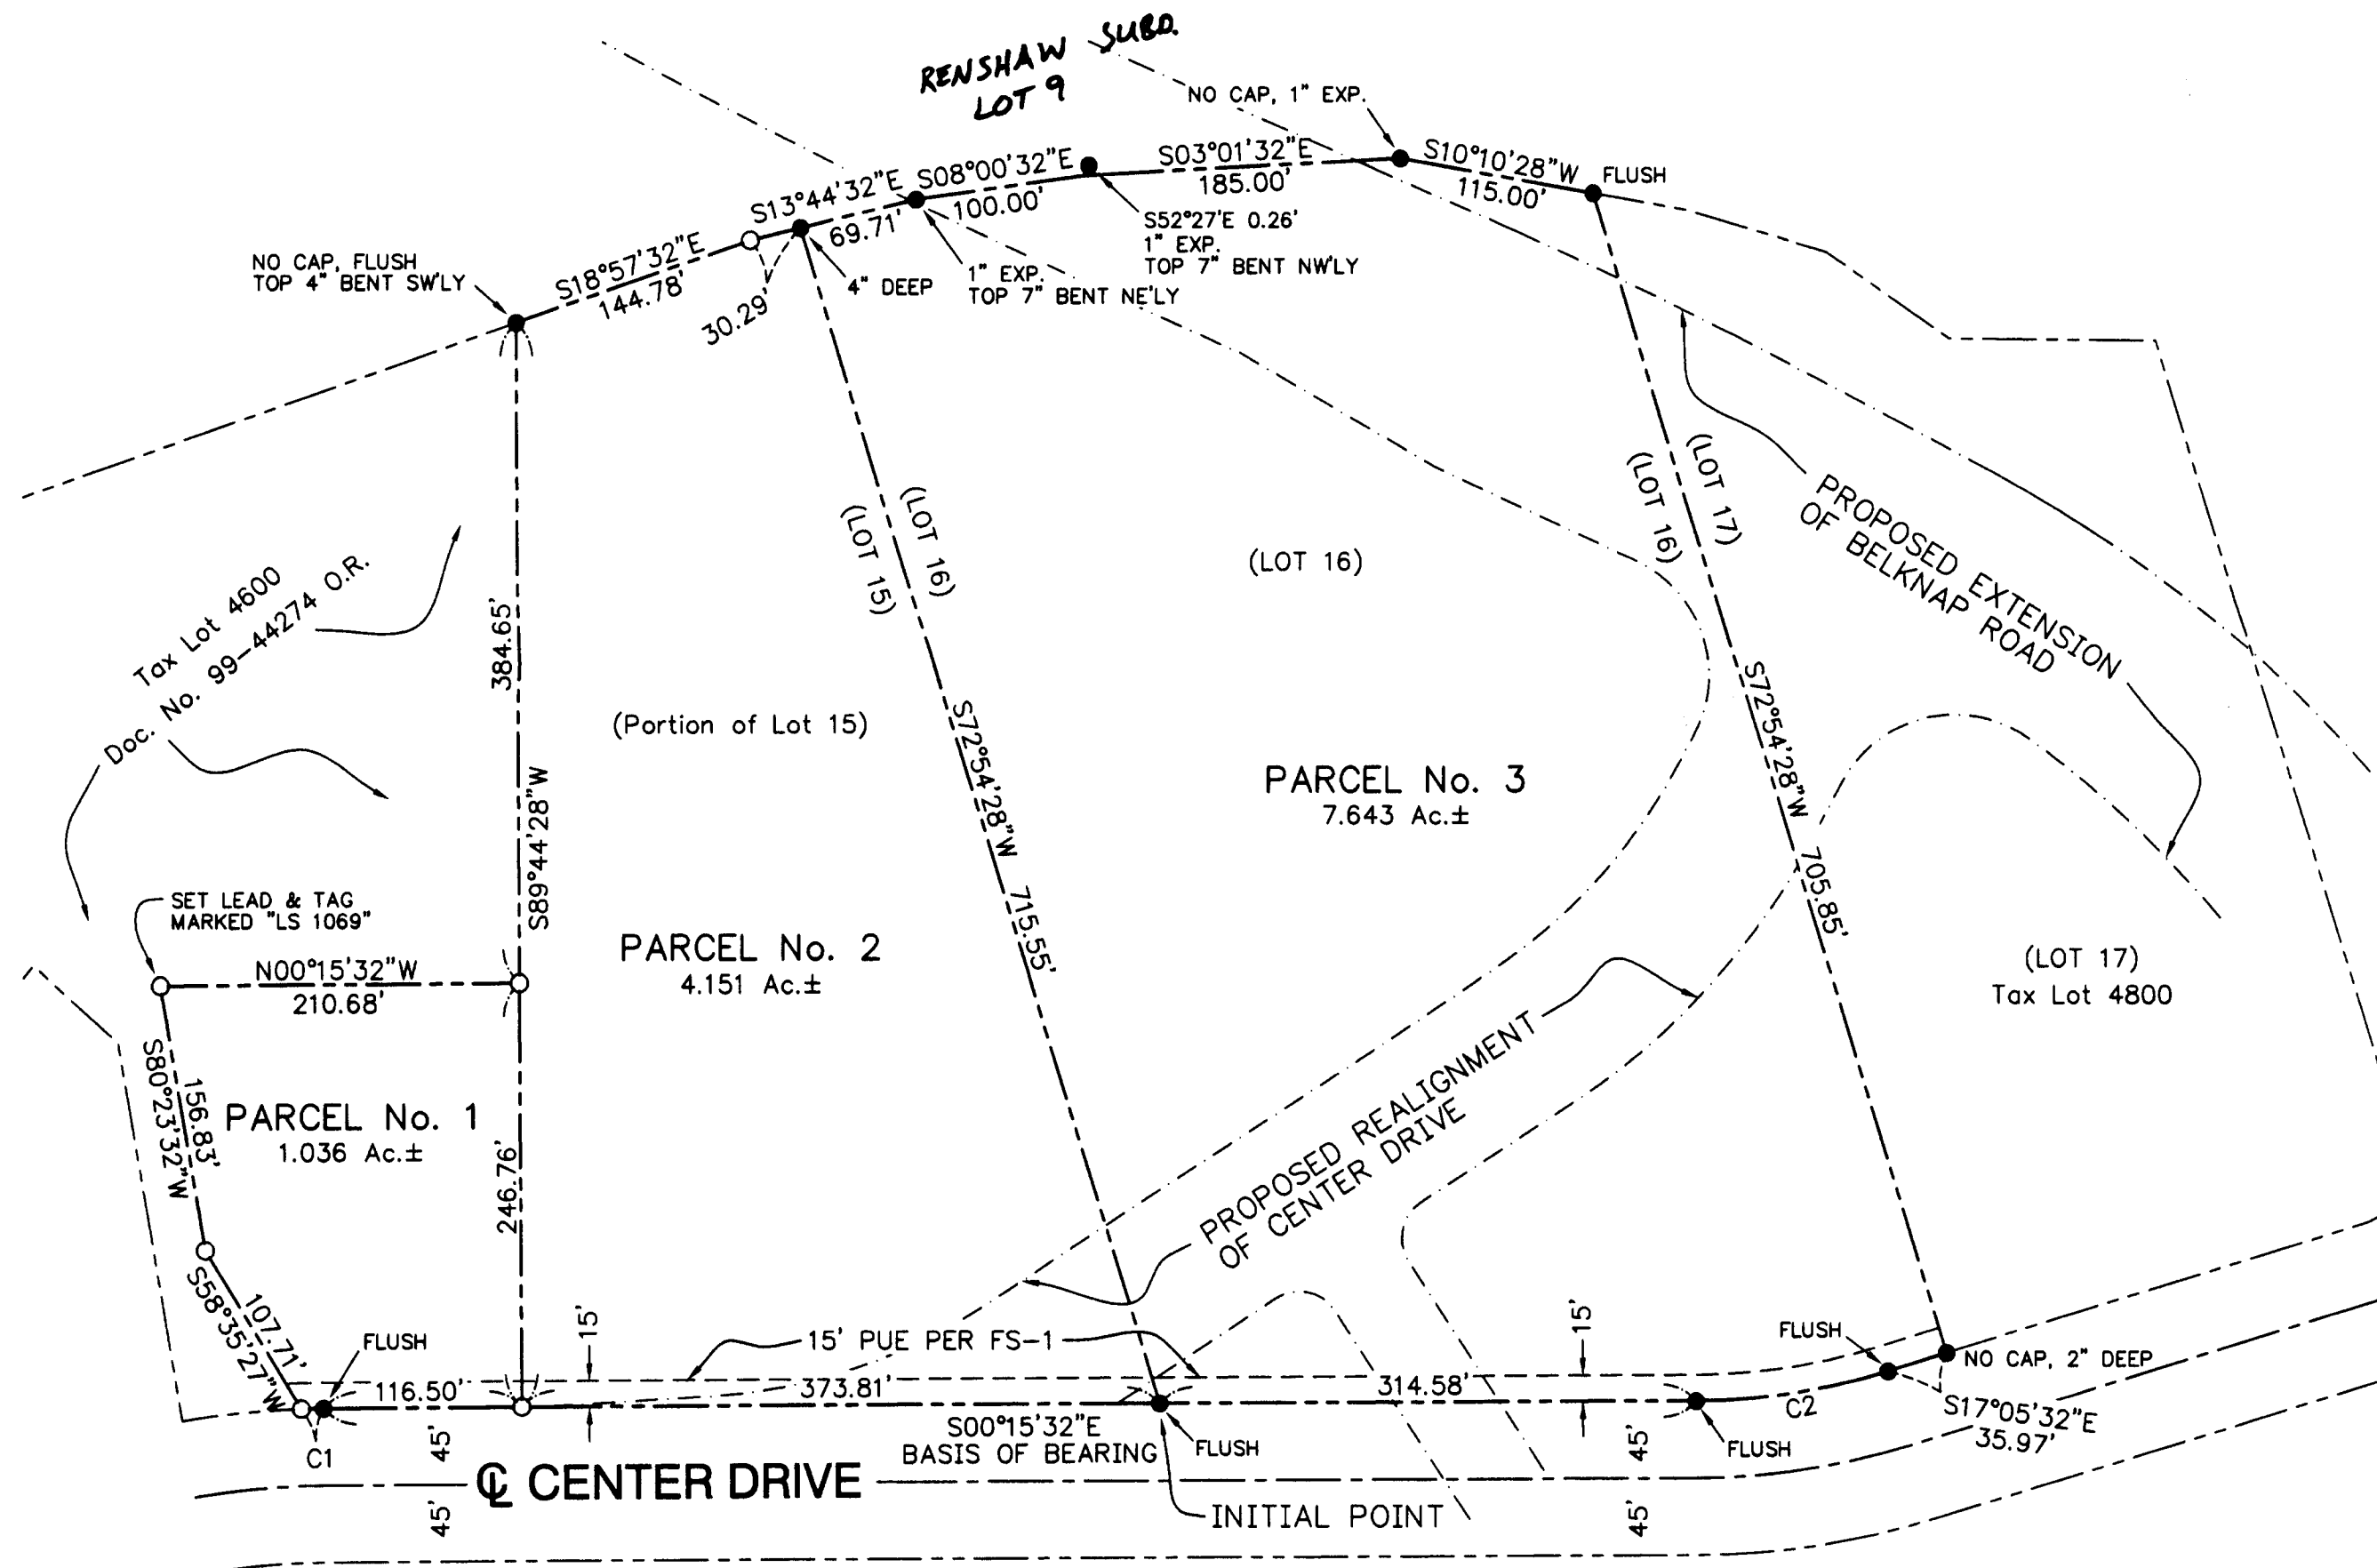 RENSHAW SUBD.
LOT 9
NO CAP, 1" EXP.
S18°57'32"E
144.78'
S13°44'32"E
69.71'
30.29'
S08°00'32"E
100.00'
S03°01'32"E
185.00'
S10°10'28"W
115.00'
FLUSH
NO CAP, FLUSH
TOP 4" BENT SW'LY
4" DEEP
1" EXP.
TOP 7" BENT NE'LY
S52°27'E 0.26'
1" EXP.
TOP 7" BENT NW'LY
Tax Lot 4600
Doc. No. 99-44274 O.R.
384.65'
S89°44'28"W
246.76'
(LOT 15)
(LOT 16)
(LOT 16)
(LOT 16)
(LOT 17)
PROPOSED EXTENSION
OF BELKNAP ROAD
(Portion of Lot 15)
S72°54'28"W 715.55'
S72°54'28"W 705.85'
PARCEL No. 3
7.643 Ac.±
PARCEL No. 2
4.151 Ac.±
SET LEAD & TAG
MARKED "LS 1069"
N00°15'32"W
210.68'
156.83'
S80°23'32"W
PARCEL No. 1
1.036 Ac.±
(LOT 17)
Tax Lot 4800
PROPOSED REALIGNMENT
OF CENTER DRIVE
107.71'
S58°35'27"W
FLUSH
15'
15' PUE PER FS-1
15'
FLUSH
NO CAP, 2" DEEP
116.50'
373.81'
314.58'
C1
C2
S17°05'32"E
35.97'
S00°15'32"E
BASIS OF BEARING
FLUSH
FLUSH
45'
45'
℄ CENTER DRIVE
INITIAL POINT
45'
45'